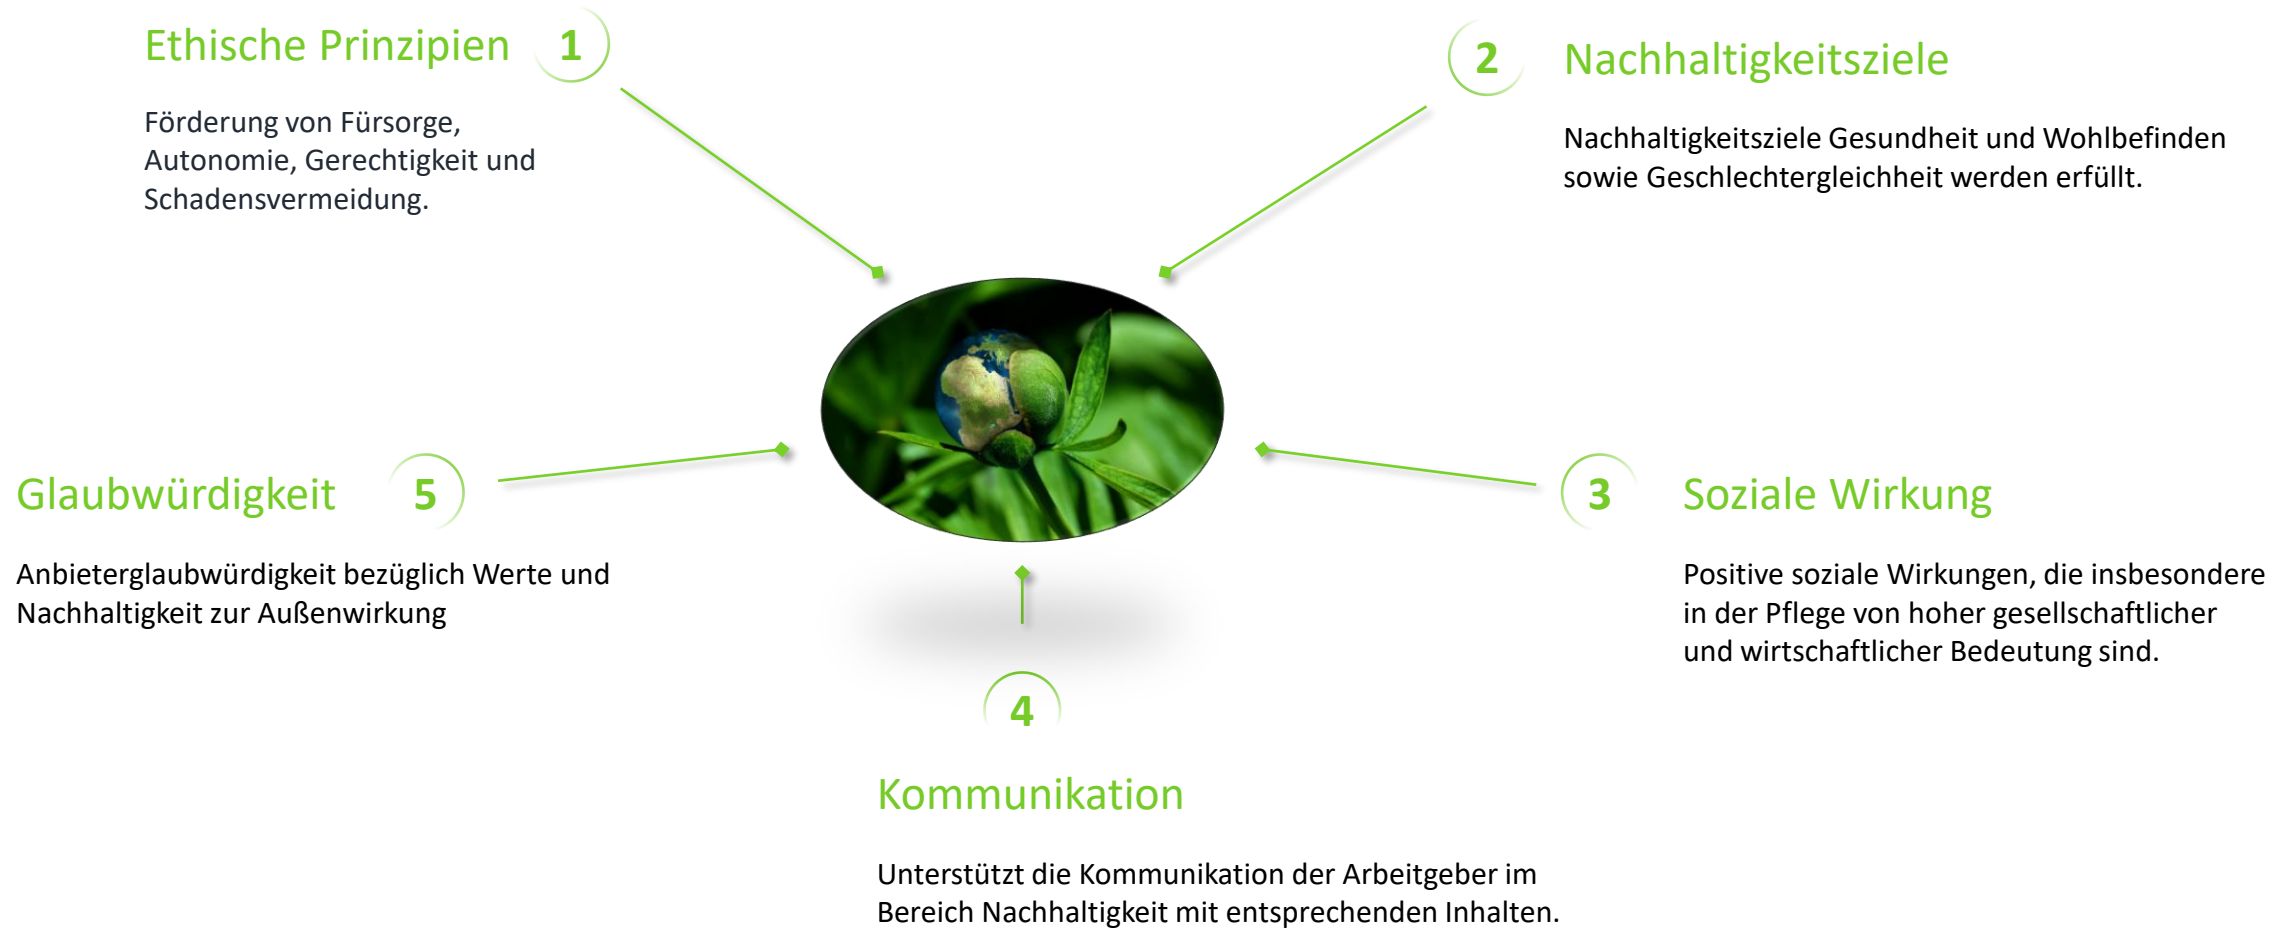 Ethische Prinzipien
1
Förderung von Fürsorge,
Autonomie, Gerechtigkeit und
Schadensvermeidung.
2
Nachhaltigkeitsziele
Nachhaltigkeitsziele Gesundheit und Wohlbefinden
sowie Geschlechtergleichheit werden erfüllt.
3
Soziale Wirkung
Positive soziale Wirkungen, die insbesondere
in der Pflege von hoher gesellschaftlicher
und wirtschaftlicher Bedeutung sind.
4
Kommunikation
Unterstützt die Kommunikation der Arbeitgeber im
Bereich Nachhaltigkeit mit entsprechenden Inhalten.
Glaubwürdigkeit
5
Anbieterglaubwürdigkeit bezüglich Werte und
Nachhaltigkeit zur Außenwirkung